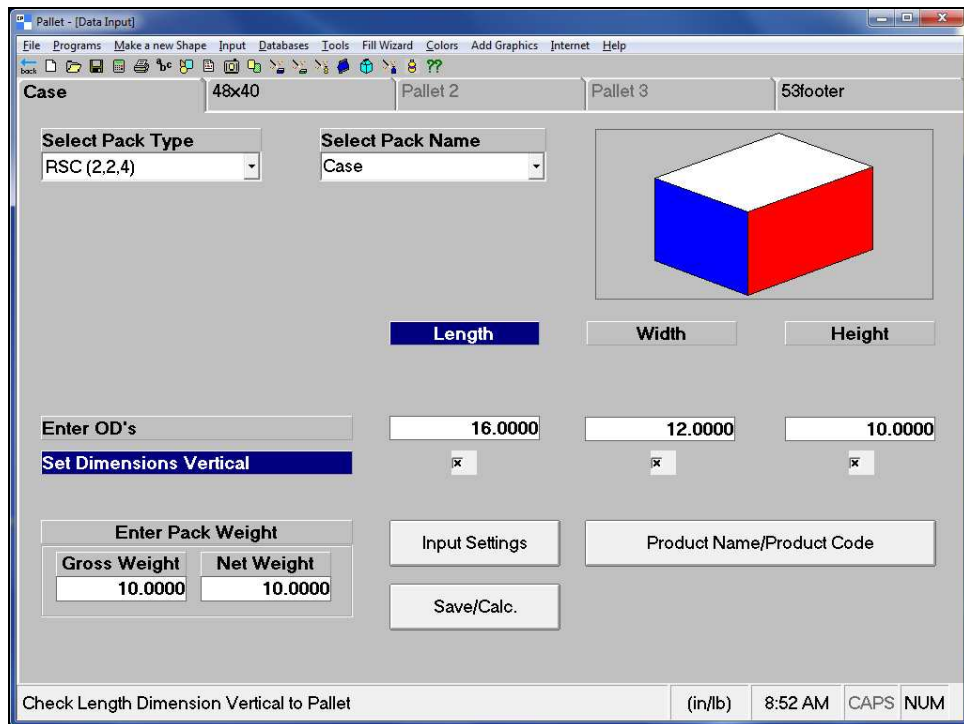 Pallet - [Data Input]
File Programs Make a new Shape Input Databases Tools Fill Wizard Colors Add Graphics Internet Help
back
Case 48x40 Pallet 2 Pallet 3 53footer
Select Pack Type Select Pack Name
RSC (2,2,4) Case
Length Width Height
Enter OD's 16.0000 12.0000 10.0000
Set Dimensions Vertical
Enter Pack Weight
Gross Weight Net Weight
10.0000 10.0000
Input Settings Product Name/Product Code
Save/Calc.
Check Length Dimension Vertical to Pallet (in/lb) 8:52 AM CAPS NUM